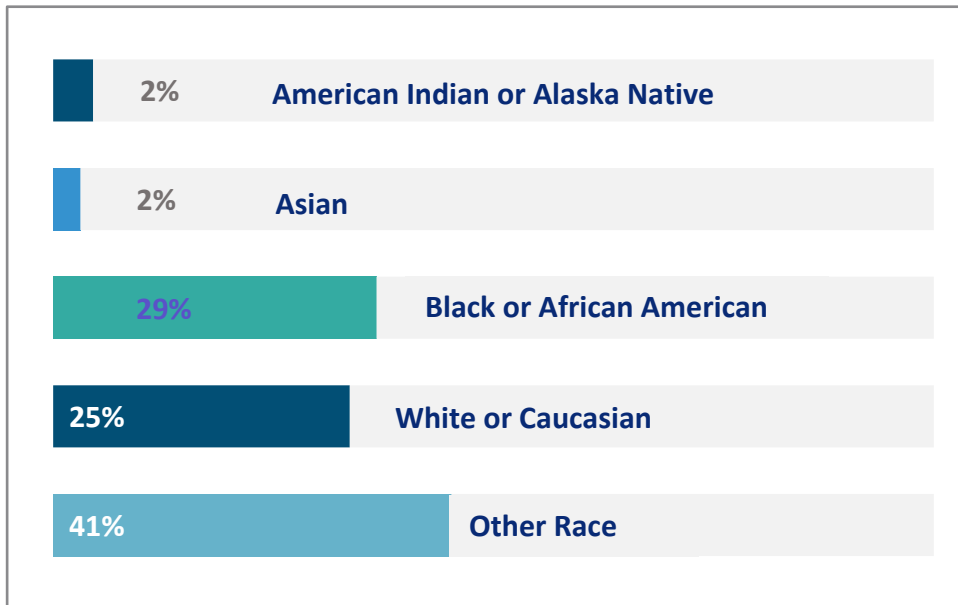 2% American Indian or Alaska Native
2% Asian
29% Black or African American
25% White or Caucasian
41% Other Race